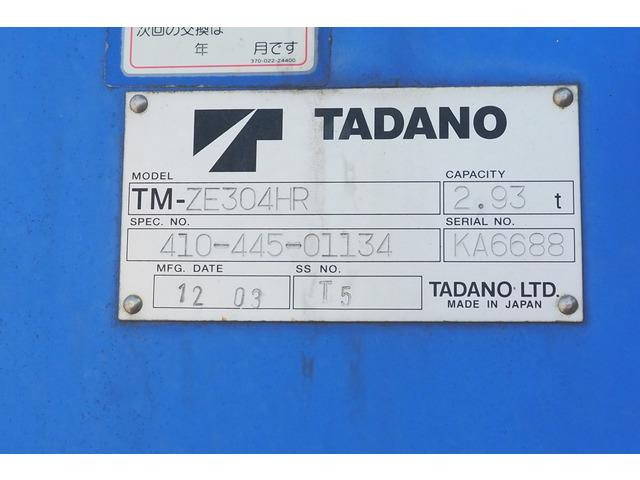 次回の交換は
年 月です
370-022-24400
TADANO
MODEL CAPACITY
TM-ZE304HR 2.93 t
SPEC. NO. SERIAL NO.
410-445-01134 KA6688
MFG. DATE SS NO.
12 03 T5 TADANO LTD.
MADE IN JAPAN